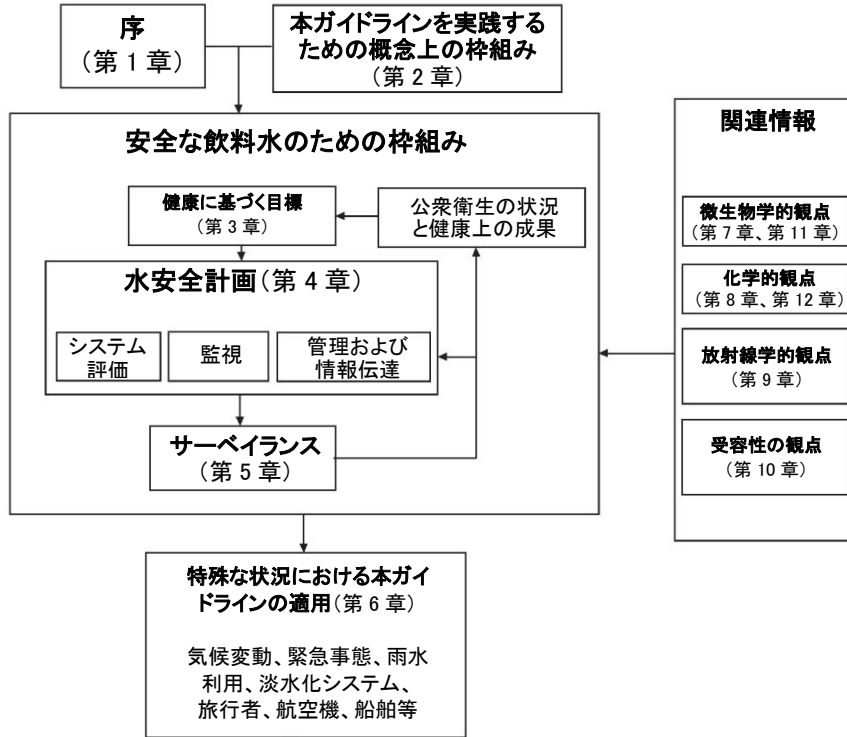 序
（第 1 章）
本ガイドラインを実践する
ための概念上の枠組み
（第 2 章）
安全な飲料水のための枠組み
健康に基づく目標
（第 3 章）
公衆衛生の状況
と健康上の成果
水安全計画（第 4 章）
システム
評価
監視
管理および
情報伝達
サーベイランス
（第 5 章）
関連情報
微生物学的観点
（第 7 章、第 11 章）
化学的観点
（第 8 章、第 12 章）
放射線学的観点
（第 9 章）
受容性の観点
（第 10 章）
特殊な状況における本ガイ
ドラインの適用（第 6 章）
気候変動、緊急事態、雨水
利用、淡水化システム、
旅行者、航空機、船舶等